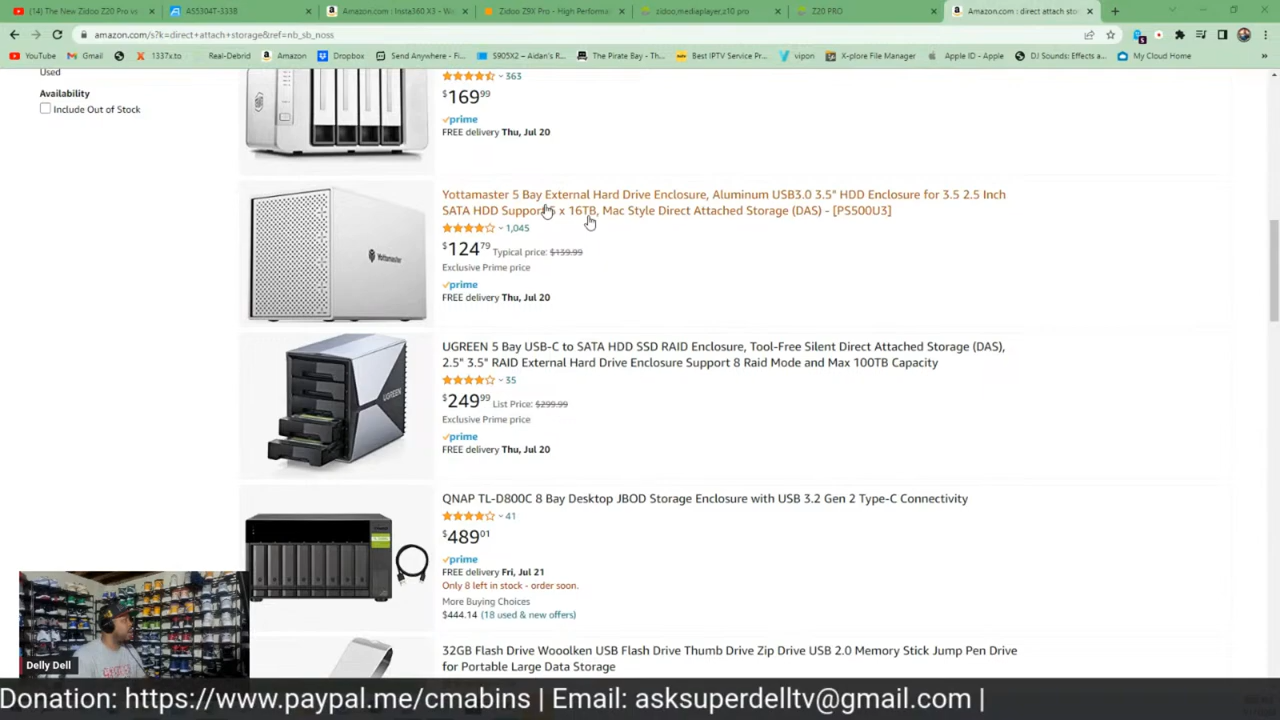 (14) The New Zidoo Z20 Pro vs
AS5304T-3338
Amazon.com : Insta360 X3 - W
Zidoo Z9X Pro - High Performa
zidoo,mediaplayer,z10 pro
Z20 PRO
Amazon.com : direct attach sto
amazon.com/s?k=direct+attach+storage&ref=nb_sb_noss
YouTube
Gmail
1337x.to
Real-Debrid
Amazon
Dropbox
Send Anywhere - Fi...
S905X2 – Aidan's R...
The Pirate Bay - Th...
Best IPTV Service Pr...
vipon
X-plore File Manager
Apple ID - Apple
DJ Sounds: Effects a...
My Cloud Home
Used
Availability
Include Out of Stock
363
$169.99
prime
FREE delivery Thu, Jul 20
Yottamaster 5 Bay External Hard Drive Enclosure, Aluminum USB3.0 3.5" HDD Enclosure for 3.5 2.5 Inch
SATA HDD Support 5 x 16TB, Mac Style Direct Attached Storage (DAS) - [PS500U3]
1,045
$124.79 Typical price: $139.99
Exclusive Prime price
prime
FREE delivery Thu, Jul 20
Yottamaster
UGREEN 5 Bay USB-C to SATA HDD SSD RAID Enclosure, Tool-Free Silent Direct Attached Storage (DAS),
2.5" 3.5" RAID External Hard Drive Enclosure Support 8 Raid Mode and Max 100TB Capacity
35
$249.99 List Price: $299.99
Exclusive Prime price
prime
FREE delivery Thu, Jul 20
UGREEN
QNAP TL-D800C 8 Bay Desktop JBOD Storage Enclosure with USB 3.2 Gen 2 Type-C Connectivity
41
$489.01
prime
FREE delivery Fri, Jul 21
Only 8 left in stock - order soon.
More Buying Choices
$444.14 (18 used & new offers)
32GB Flash Drive Wooolken USB Flash Drive Thumb Drive Zip Drive USB 2.0 Memory Stick Jump Pen Drive
for Portable Large Data Storage
Delly Dell
Donation: https://www.paypal.me/cmabins | Email: asksuperdelltv@gmail.com |